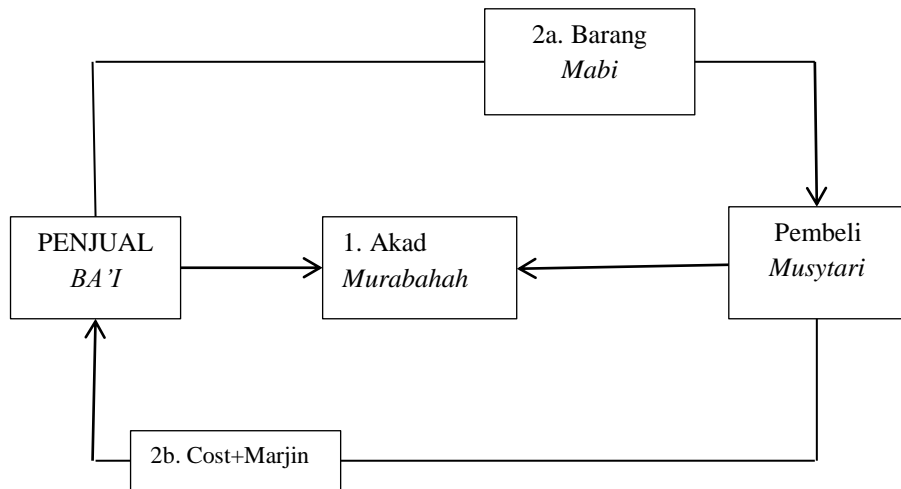 2a. Barang
Mabi
PENJUAL
BA’I
1. Akad
Murabahah
Pembeli
Musytari
2b. Cost+Marjin